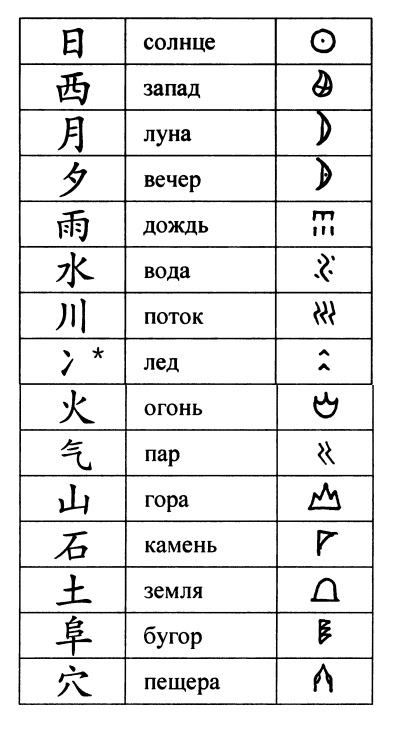 日 солнце
西 запад
月 луна
夕 вечер
雨 дождь
水 вода
川 поток
冫* лед
火 огонь
气 пар
山 гора
石 камень
土 земля
阜 бугор
穴 пещера